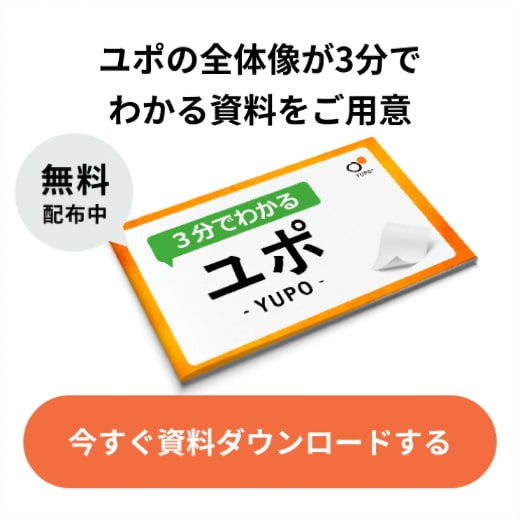 ユポの全体像が3分で
わかる資料をご用意
無料
配布中
YUPO
3分でわかる
ユポ
- YUPO -
今すぐ資料ダウンロードする